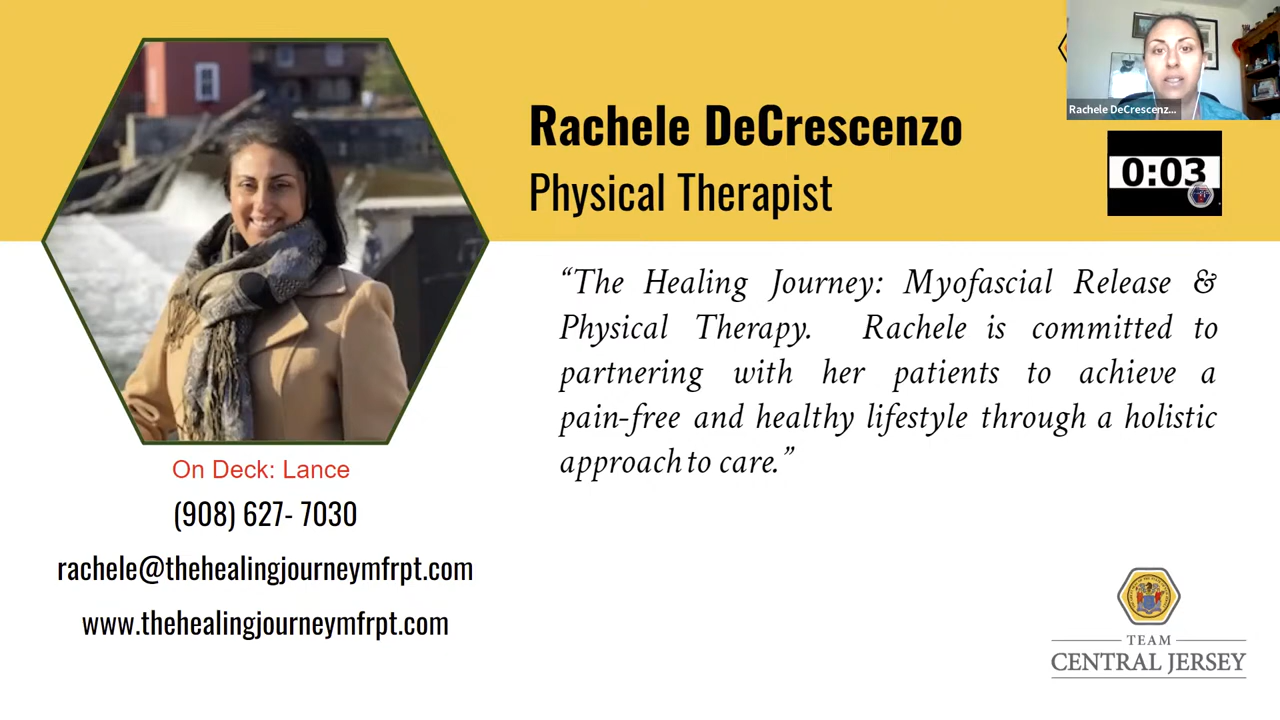 Rachele DeCrescenz...
0:03
Rachele DeCrescenzo
Physical Therapist
“The Healing Journey: Myofascial Release &
Physical Therapy. Rachele is committed to
partnering with her patients to achieve a
pain-free and healthy lifestyle through a holistic
approach to care.”
On Deck: Lance
(908) 627- 7030
rachele@thehealingjourneymfrpt.com
www.thehealingjourneymfrpt.com
TEAM
CENTRAL JERSEY